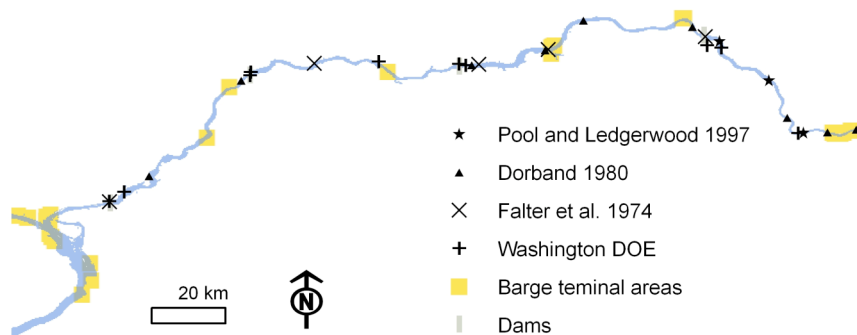 Pool and Ledgerwood 1997
Dorband 1980
Falter et al. 1974
Washington DOE
Barge teminal areas
Dams
20 km
N